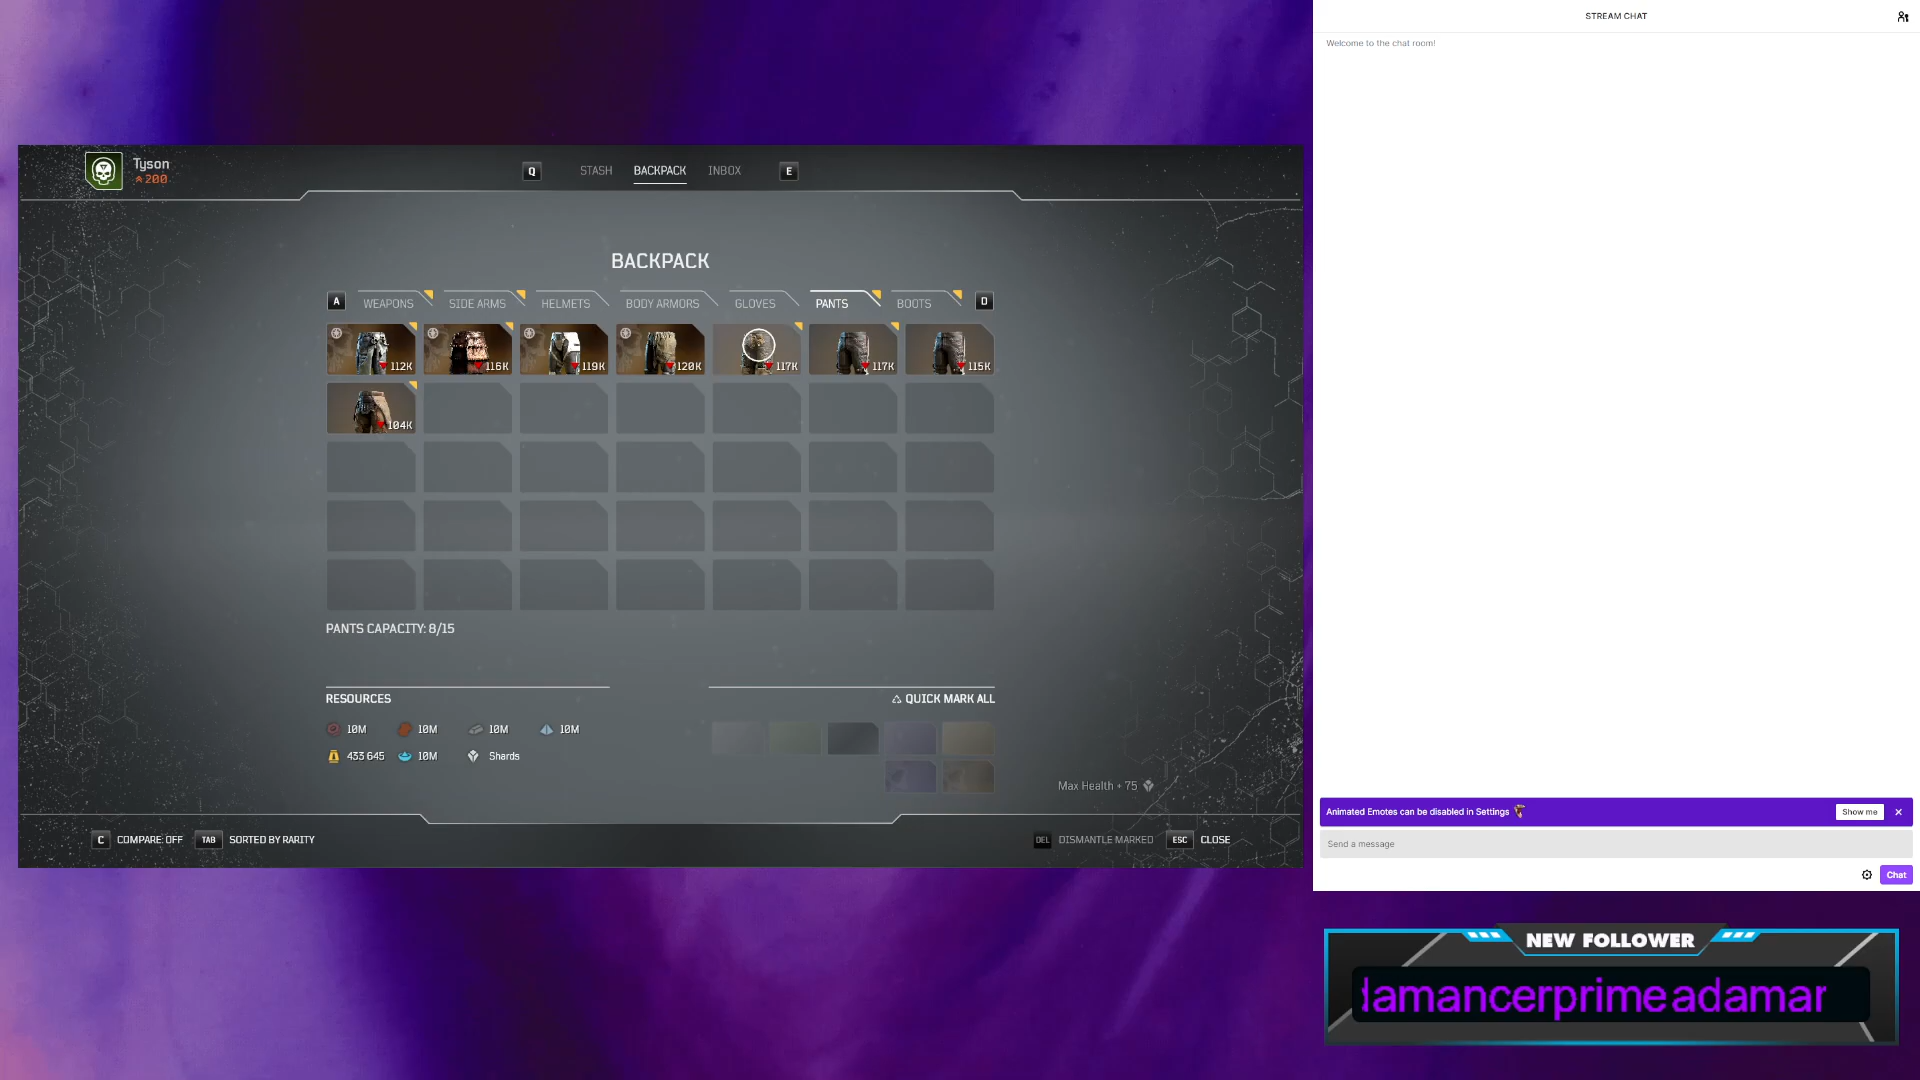 Tyson
200
Q
STASH
BACKPACK
INBOX
E
BACKPACK
A
WEAPONS
SIDE ARMS
HELMETS
BODY ARMORS
GLOVES
PANTS
BOOTS
D
112K
116K
119K
120K
117K
117K
115K
104K
PANTS CAPACITY: 8/15
RESOURCES
QUICK MARK ALL
10M
10M
10M
10M
433 645
10M
Shards
Max Health + 75
C
COMPARE: OFF
TAB
SORTED BY RARITY
DEL
DISMANTLE MARKED
ESC
CLOSE
STREAM CHAT
Welcome to the chat room!
Animated Emotes can be disabled in Settings
Show me
Send a message
Chat
NEW FOLLOWER
damancerprime adamar